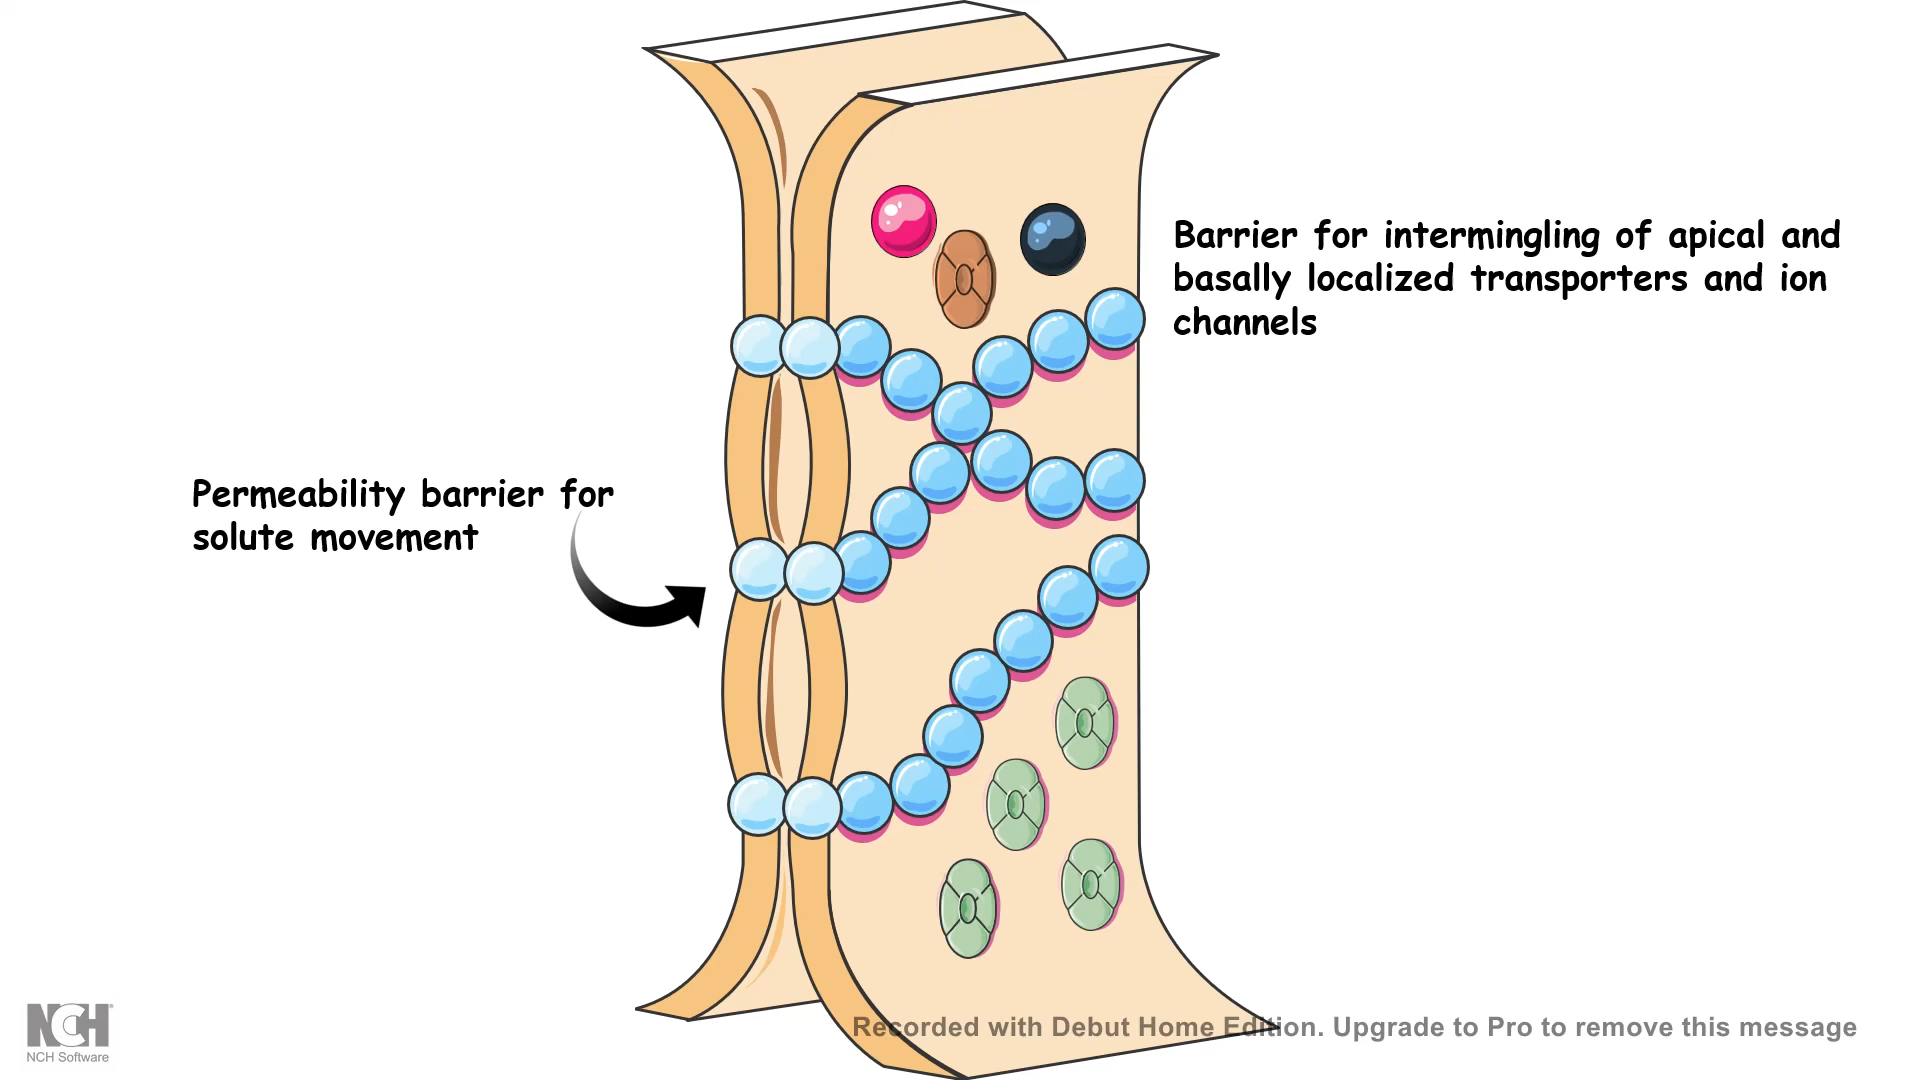 Barrier for intermingling of apical and
basally localized transporters and ion
channels
Permeability barrier for
solute movement
NCH®
NCH Software
Recorded with Debut Home Edition. Upgrade to Pro to remove this message